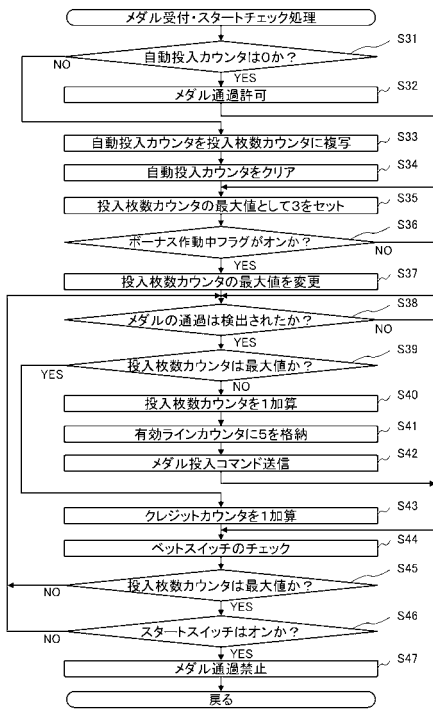 メダル受付・スタートチェック処理
S31
自動投入カウンタは0か？
NO
YES
S32
メダル通過許可
S33
自動投入カウンタを投入枚数カウンタに複写
S34
自動投入カウンタをクリア
S35
投入枚数カウンタの最大値として3をセット
S36
ボーナス作動中フラグがオンか？
NO
YES
S37
投入枚数カウンタの最大値を変更
S38
メダルの通過は検出されたか？
NO
YES
S39
投入枚数カウンタは最大値か？
YES
NO
S40
投入枚数カウンタを1加算
S41
有効ラインカウンタに5を格納
S42
メダル投入コマンド送信
S43
クレジットカウンタを1加算
S44
ベットスイッチのチェック
S45
投入枚数カウンタは最大値か？
NO
YES
S46
スタートスイッチはオンか？
NO
YES
S47
メダル通過禁止
戻る